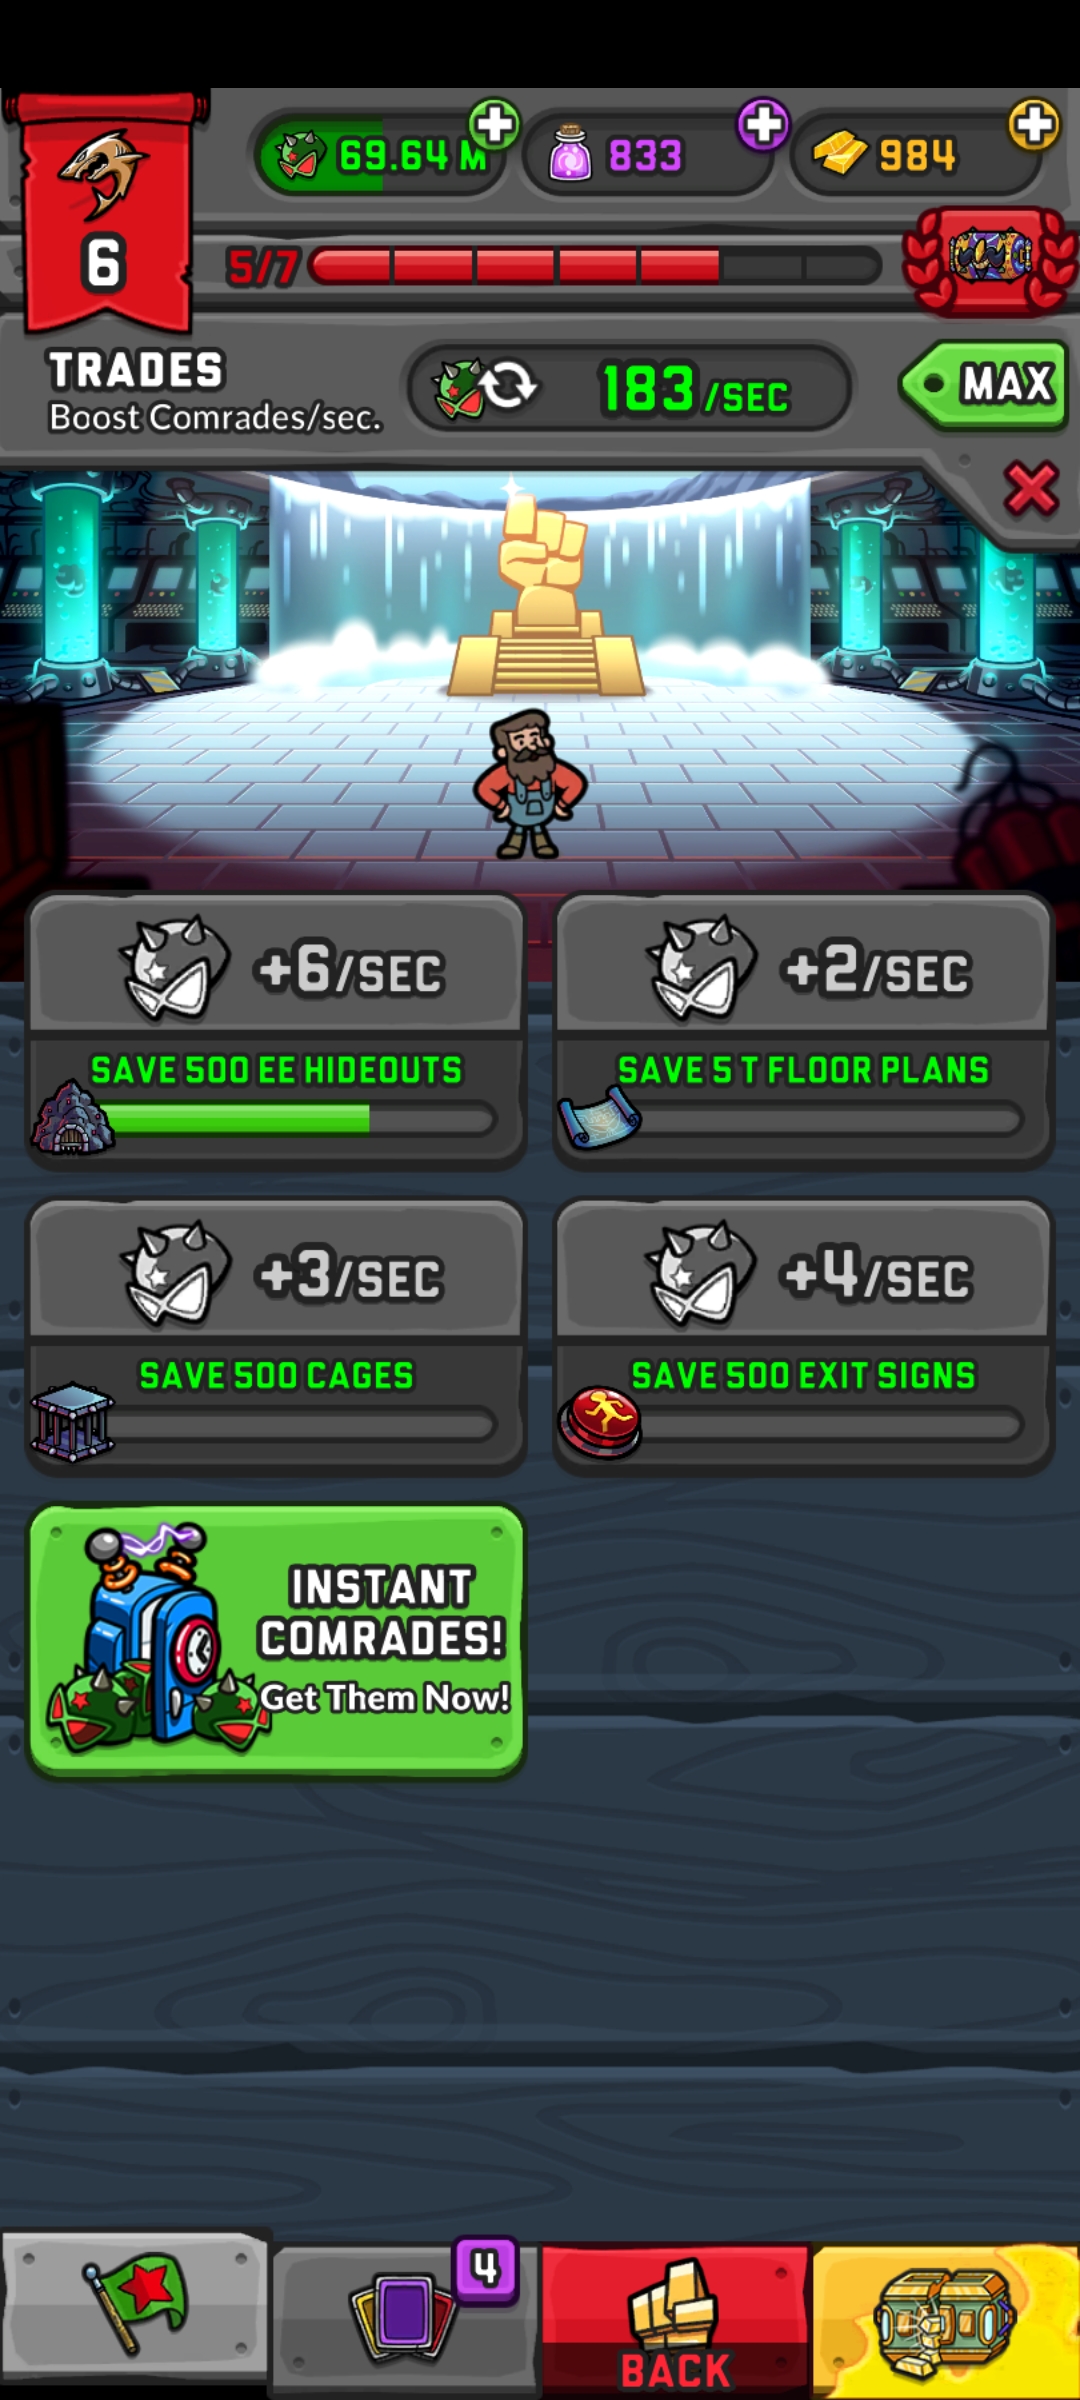 69.64 M
833
984
6
5/7
TRADES
Boost Comrades/sec.
183/SEC
MAX
+6/SEC
SAVE 500 EE HIDEOUTS
+2/SEC
SAVE 5 T FLOOR PLANS
+3/SEC
SAVE 500 CAGES
+4/SEC
SAVE 500 EXIT SIGNS
INSTANT
COMRADES!
Get Them Now!
4
BACK